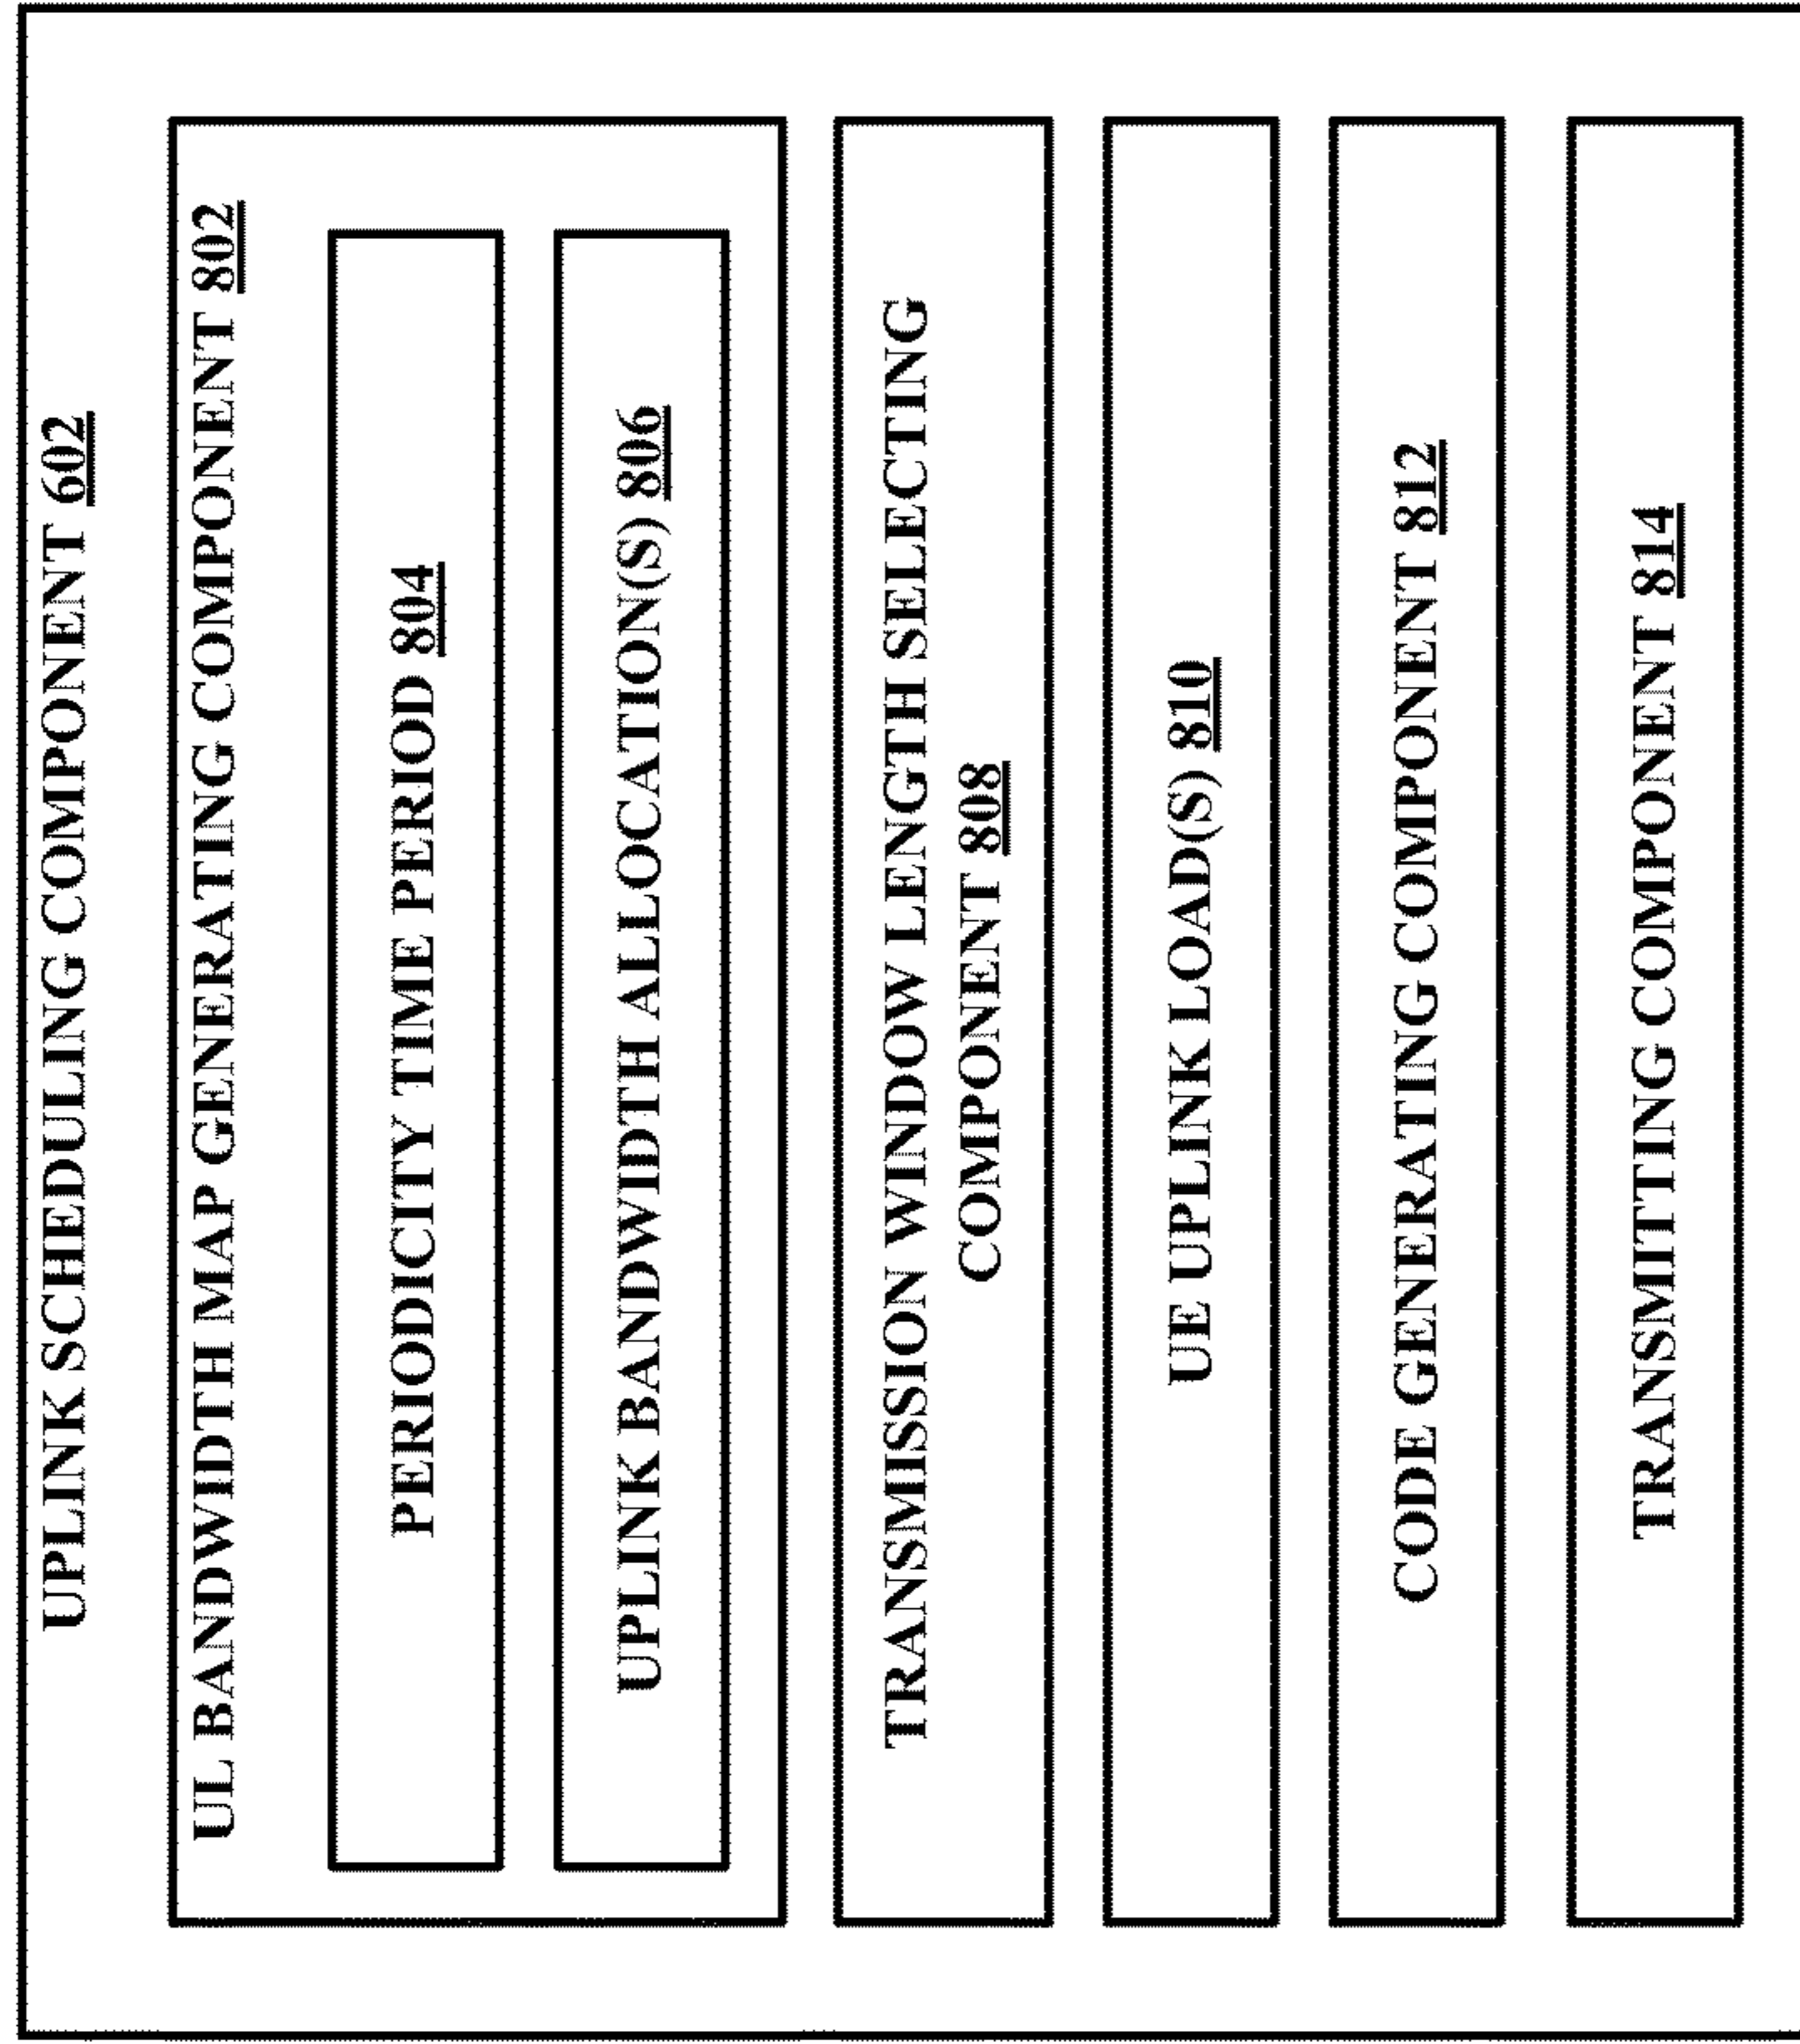 UPLINK SCHEDULING COMPONENT 602
UL BANDWIDTH MAP GENERATING COMPONENT 802
PERIODICITY TIME PERIOD 804
UPLINK BANDWIDTH ALLOCATION(S) 806
TRANSMISSION WINDOW LENGTH SELECTING
COMPONENT 808
UE UPLINK LOAD(S) 810
CODE GENERATING COMPONENT 812
TRANSMITTING COMPONENT 814